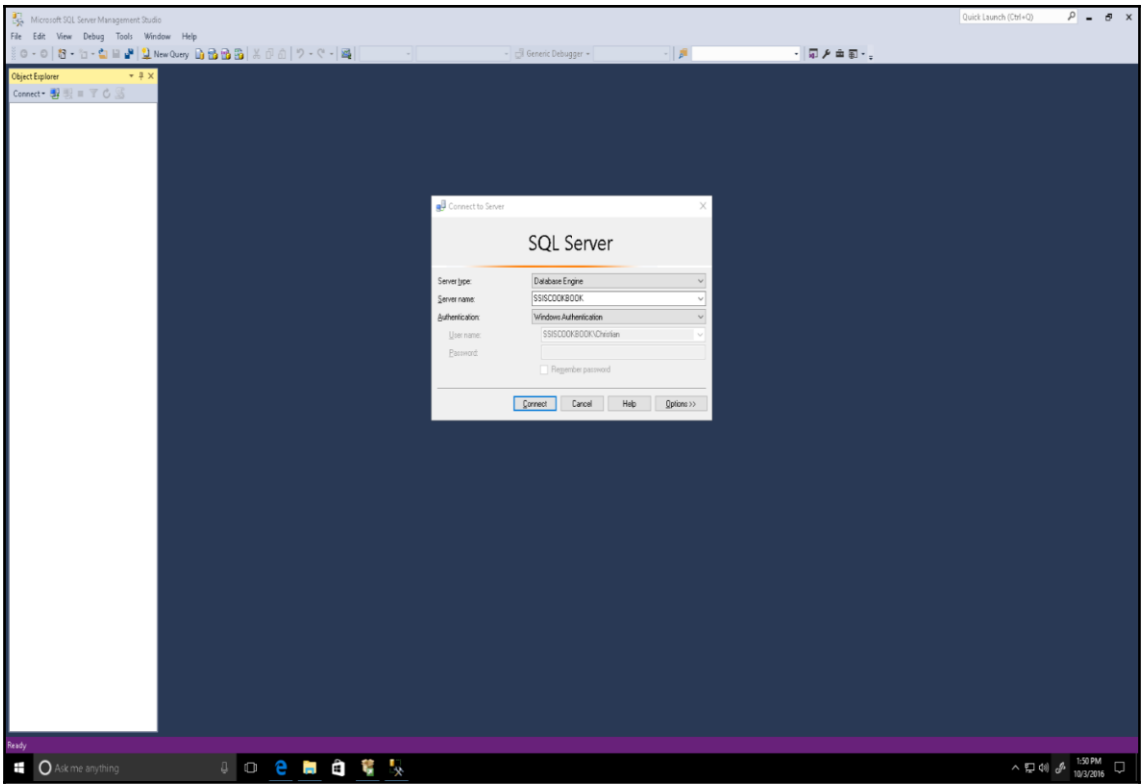 Microsoft SQL Server Management Studio
Quick Launch (Ctrl+Q)
File Edit View Debug Tools Window Help
New Query
Generic Debugger
Object Explorer
Connect
Connect to Server
SQL Server
Server type: Database Engine
Server name: SSISCOOKBOOK
Authentication: Windows Authentication
User name: SSISCOOKBOOK\Christian
Password:
Remember password
Connect Cancel Help Options >>
Ready
Ask me anything
1:50 PM
10/3/2016